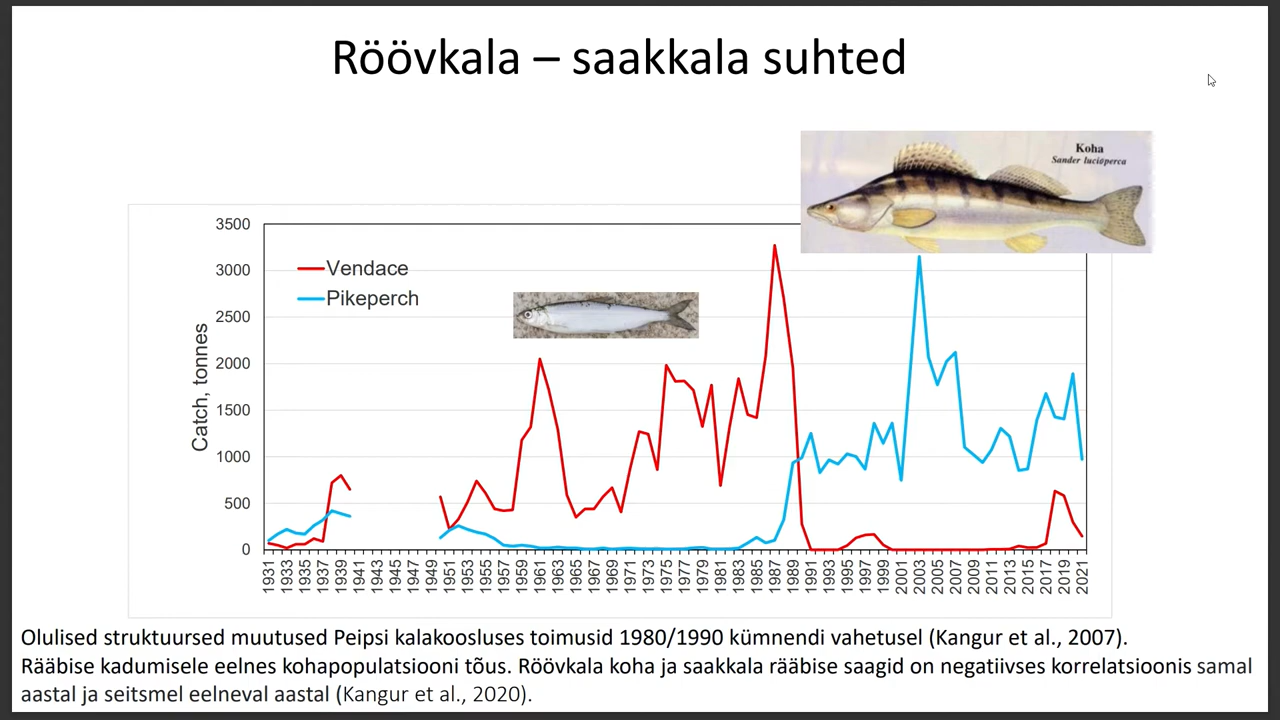 Röövkala – saakkala suhted
Koha
Sander lucioperca
3500
3000
2500
2000
1500
1000
500
0
Catch, tonnes
Vendace
Pikeperch
1931 1933 1935 1937 1939 1941 1943 1945 1947 1949 1951 1953 1955 1957 1959 1961 1963 1965 1967 1969 1971 1973 1975 1977 1979 1981 1983 1985 1987 1989 1991 1993 1995 1997 1999 2001 2003 2005 2007 2009 2011 2013 2015 2017 2019 2021
Olulised struktuursed muutused Peipsi kalakoosluses toimusid 1980/1990 kümnendi vahetusel (Kangur et al., 2007).
Rääbise kadumisele eelnes kohapopulatsiooni tõus. Röövkala koha ja saakkala rääbise saagid on negatiivses korrelatsioonis samal
aastal ja seitsmel eelneval aastal (Kangur et al., 2020).